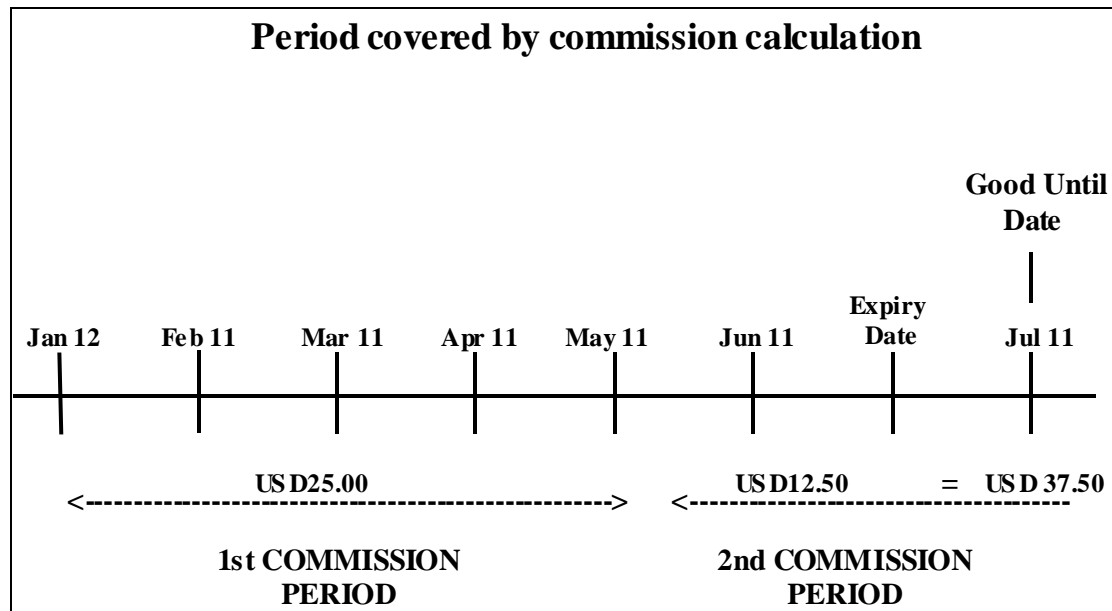 Period covered by commission calculation
Good Until
Date
Jan 12 Feb 11 Mar 11 Apr 11 May 11 Jun 11 Expiry Date Jul 11
USD25.00 USD12.50 = USD 37.50
<-----------------------------------------------> <----------------------------------
1st COMMISSION
PERIOD
2nd COMMISSION
PERIOD